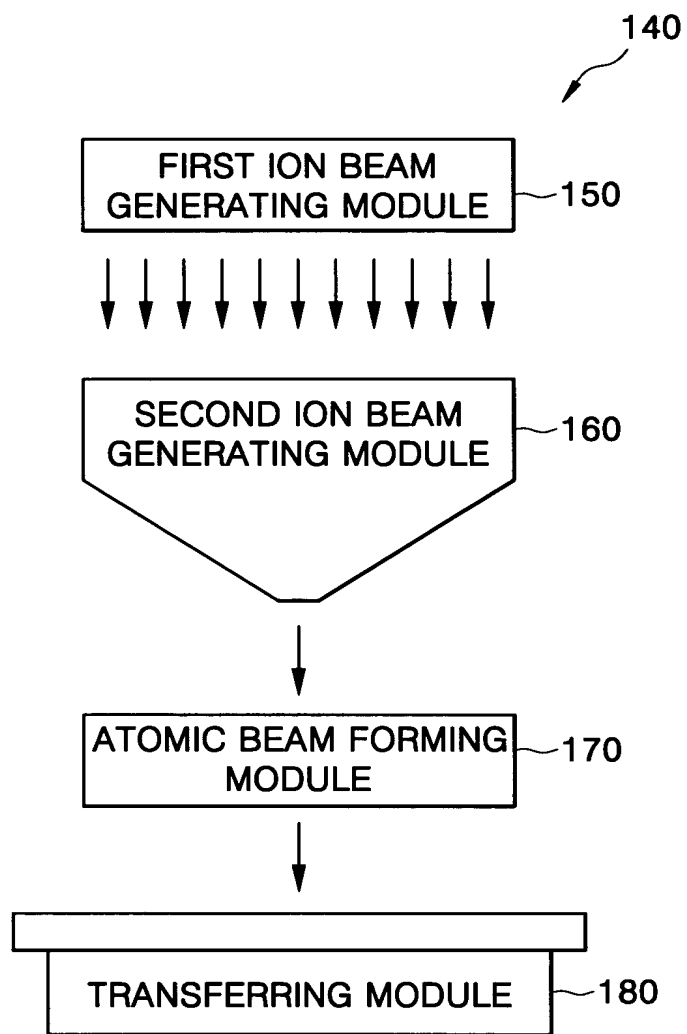 140
FIRST ION BEAM
GENERATING MODULE
150
SECOND ION BEAM
GENERATING MODULE
160
ATOMIC BEAM FORMING
MODULE
170
TRANSFERRING MODULE
180